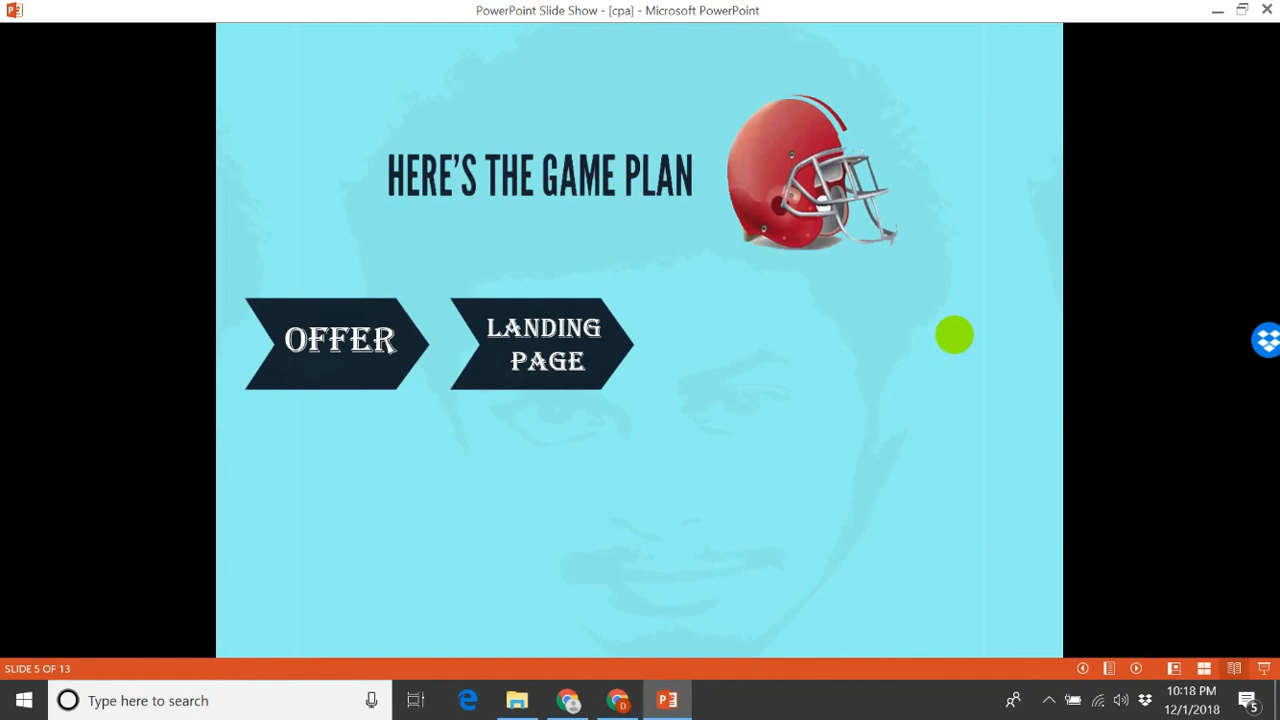 PowerPoint Slide Show - [cpa] - Microsoft PowerPoint
HERE'S THE GAME PLAN
OFFER
LANDING
PAGE
SLIDE 5 OF 13
Type here to search
10:18 PM
12/1/2018
5